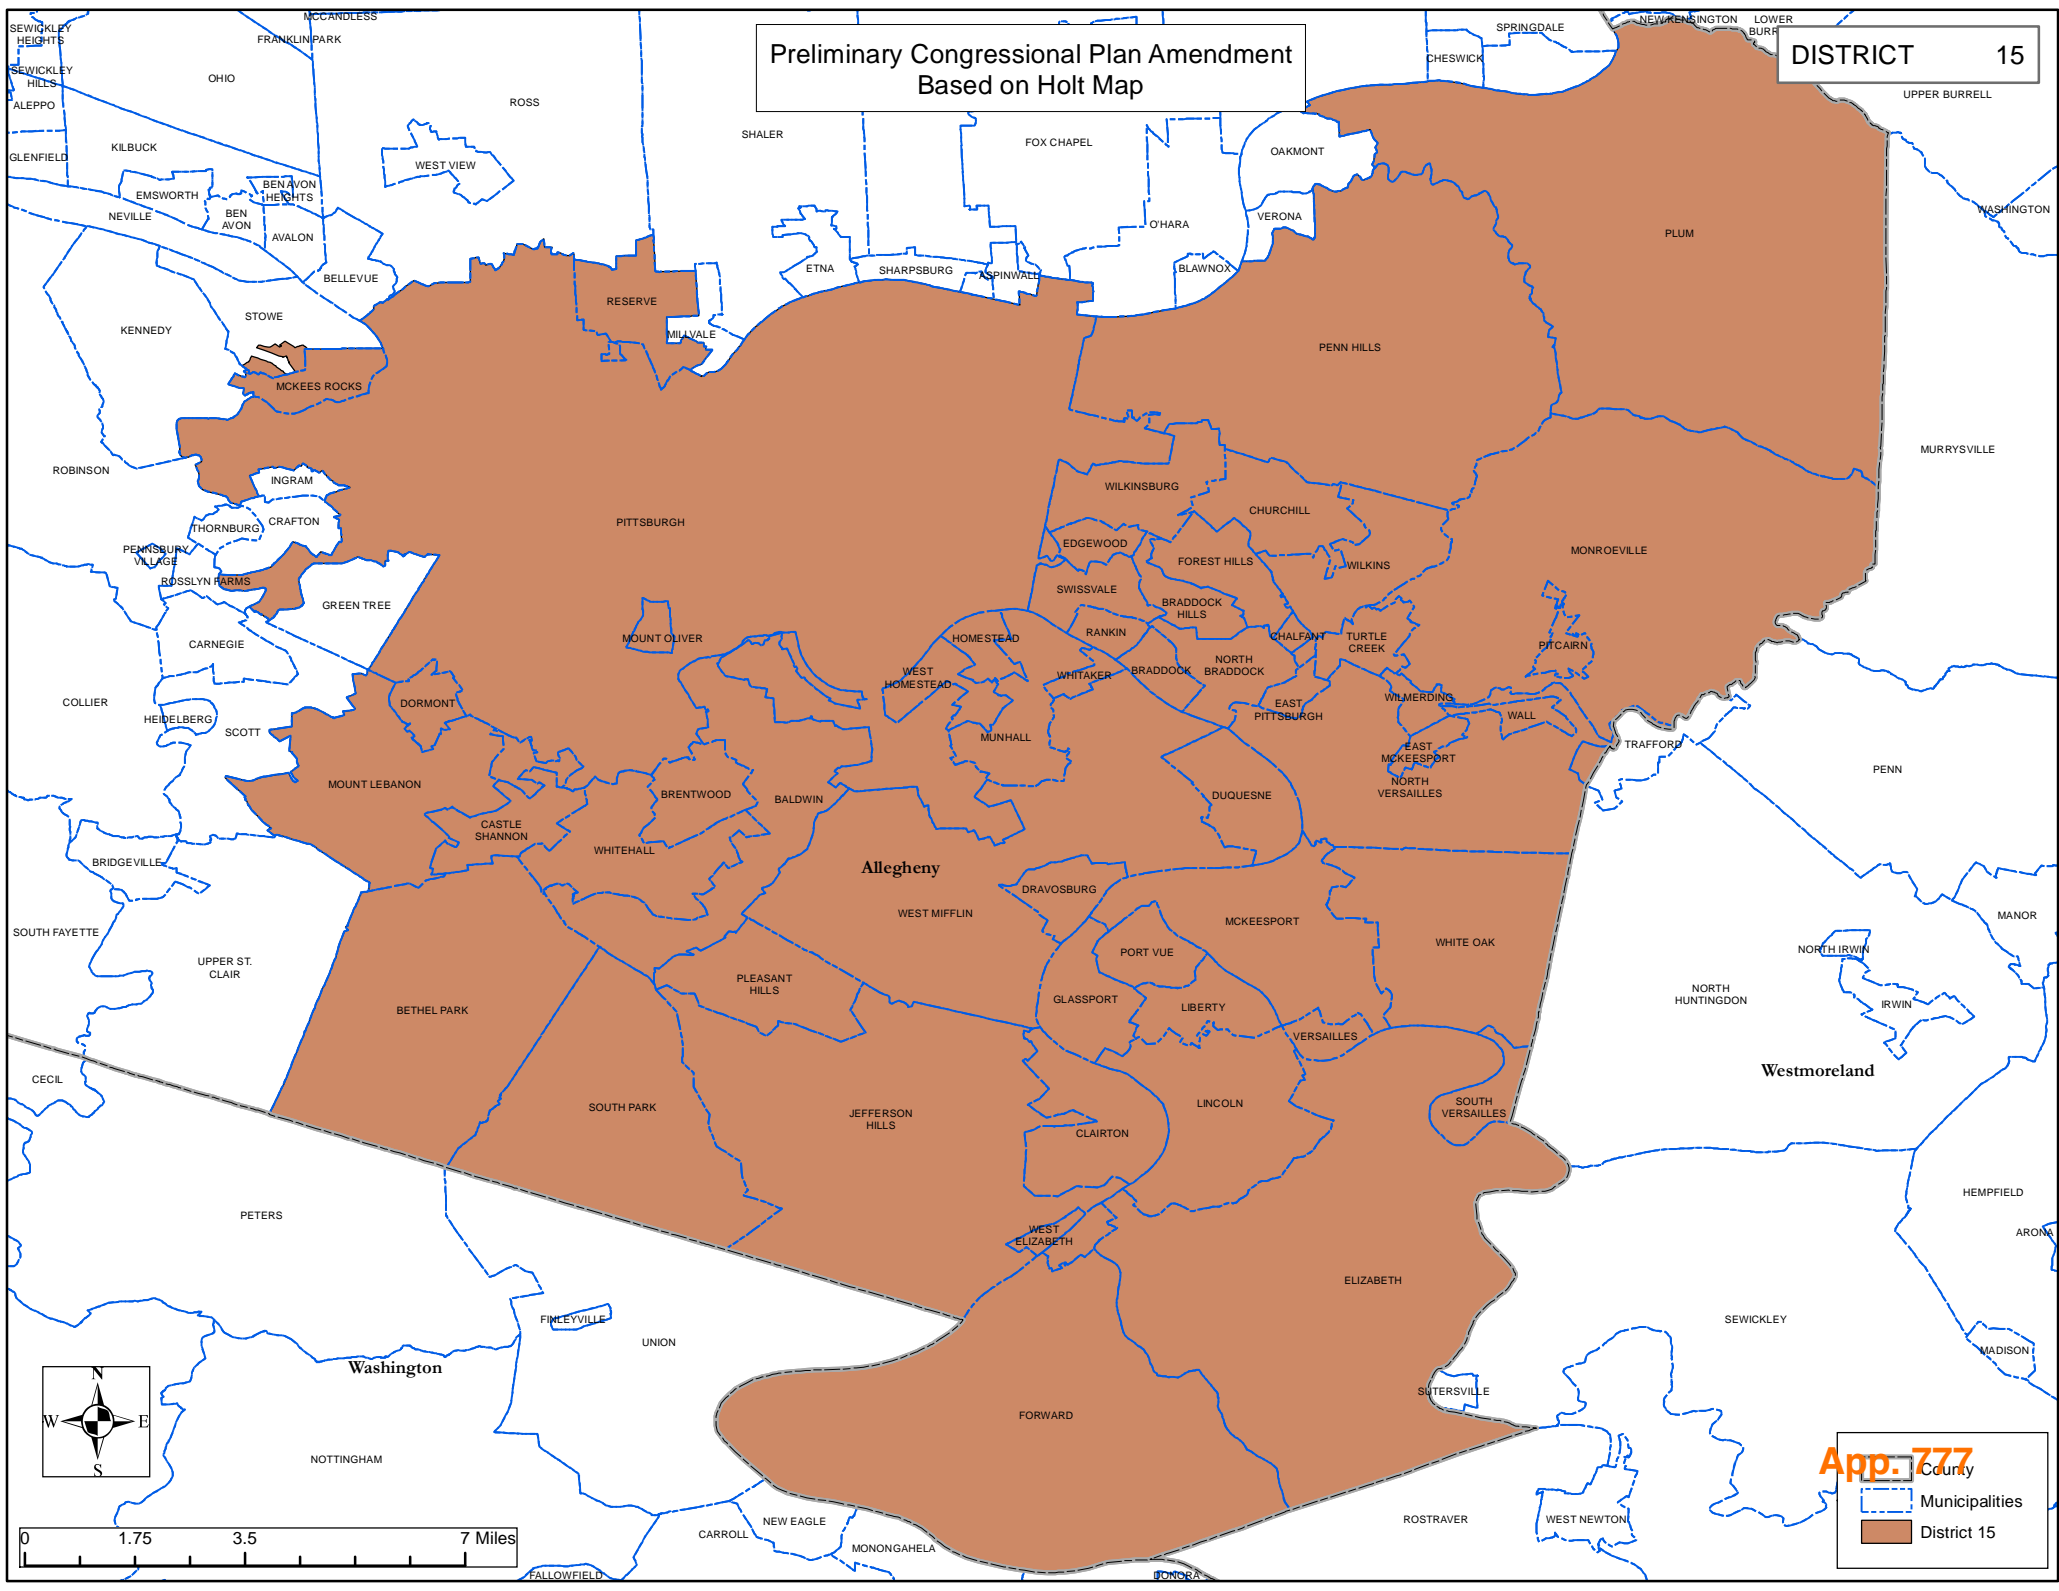 Preliminary Congressional Plan Amendment
Based on Holt Map
DISTRICT 15
SEWICKLEY
HEIGHTS
MCCANDLESS
FRANKLIN PARK
OHIO
SEWICKLEY
HILLS
ALEPPO
ROSS
SHALER
FOX CHAPEL
CHESWICK
SPRINGDALE
NEW KENSINGTON
LOWER
UPPER BURRELL
GLENFIELD
KILBUCK
WEST VIEW
OAKMONT
EMSWORTH
BEN AVON
HEIGHTS
NEVILLE
BEN
AVON
AVALON
VERONA
O'HARA
WASHINGTON
PLUM
BELLEVUE
ETNA
SHARPSBURG
ASPINWALL
BLAWNOX
RESERVE
STOWE
KENNEDY
MILLVALE
PENN HILLS
MCKEES ROCKS
MURRYSVILLE
ROBINSON
INGRAM
WILKINSBURG
CHURCHILL
THORNBURG
CRAFTON
PITTSBURGH
EDGEWOOD
MONROEVILLE
PENNSBURY
VILLAGE
FOREST HILLS
WILKINS
ROSSLYN FARMS
GREEN TREE
SWISSVALE
BRADDOCK
HILLS
CARNEGIE
MOUNT OLIVER
HOMESTEAD
RANKIN
CHALFANT
TURTLE
CREEK
PITCAIRN
WEST
HOMESTEAD
WHITAKER
BRADDOCK
NORTH
BRADDOCK
COLLIER
HEIDELBERG
SCOTT
DORMONT
WILMERDING
EAST
PITTSBURGH
WALL
MUNHALL
TRAFFORD
EAST
MCKEESPORT
PENN
MOUNT LEBANON
BRENTWOOD
BALDWIN
DUQUESNE
NORTH
VERSAILLES
CASTLE
SHANNON
WHITEHALL
BRIDGEVILLE
Allegheny
DRAVOSBURG
WEST MIFFLIN
MCKEESPORT
MANOR
SOUTH FAYETTE
WHITE OAK
NORTH IRWIN
PORT VUE
UPPER ST.
CLAIR
PLEASANT
HILLS
GLASSPORT
LIBERTY
NORTH
HUNTINGDON
IRWIN
BETHEL PARK
VERSAILLES
Westmoreland
CECIL
SOUTH PARK
JEFFERSON
HILLS
LINCOLN
SOUTH
VERSAILLES
CLAIRTON
HEMPFIELD
PETERS
WEST
ELIZABETH
ARONA
ELIZABETH
FINLEYVILLE
UNION
SEWICKLEY
MADISON
Washington
SUTERSVILLE
FORWARD
NOTTINGHAM
N
W E
S
App. 777
County
Municipalities
District 15
NEW EAGLE
CARROLL
MONONGAHELA
ROSTRAVER
WEST NEWTON
0 1.75 3.5 7 Miles
FALLOWFIELD
DONORA